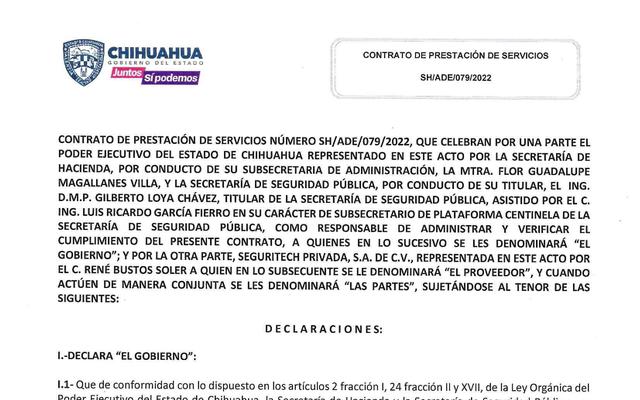 CHIHUAHUA
GOBIERNO DEL ESTADO
Juntos Sí podemos
CONTRATO DE PRESTACIÓN DE SERVICIOS
SH/ADE/079/2022
CONTRATO DE PRESTACIÓN DE SERVICIOS NÚMERO SH/ADE/079/2022, QUE CELEBRAN POR UNA PARTE EL
PODER EJECUTIVO DEL ESTADO DE CHIHUAHUA REPRESENTADO EN ESTE ACTO POR LA SECRETARÍA DE
HACIENDA, POR CONDUCTO DE SU SUBSECRETARIA DE ADMINISTRACIÓN, LA MTRA. FLOR GUADALUPE
MAGALLANES VILLA, Y LA SECRETARÍA DE SEGURIDAD PÚBLICA, POR CONDUCTO DE SU TITULAR, EL ING.
D.M.P. GILBERTO LOYA CHÁVEZ, TITULAR DE LA SECRETARÍA DE SEGURIDAD PÚBLICA, ASISTIDO POR EL C.
ING. LUIS RICARDO GARCÍA FIERRO EN SU CARÁCTER DE SUBSECRETARIO DE PLATAFORMA CENTINELA DE LA
SECRETARÍA DE SEGURIDAD PÚBLICA, COMO RESPONSABLE DE ADMINISTRAR Y VERIFICAR EL
CUMPLIMIENTO DEL PRESENTE CONTRATO, A QUIENES EN LO SUCESIVO SE LES DENOMINARÁ "EL
GOBIERNO"; Y POR LA OTRA PARTE, SEGURITECH PRIVADA, S.A. DE C.V., REPRESENTADA EN ESTE ACTO POR
EL C. RENÉ BUSTOS SOLER A QUIEN EN LO SUBSECUENTE SE LE DENOMINARÁ "EL PROVEEDOR", Y CUANDO
ACTÚEN DE MANERA CONJUNTA SE LES DENOMINARÁ "LAS PARTES", SUJETÁNDOSE AL TENOR DE LAS
SIGUIENTES:
D E C L A R A C I O N E S:
I.-DECLARA "EL GOBIERNO":
I.1- Que de conformidad con lo dispuesto en los artículos 2 fracción I, 24 fracción II y XVII, de la Ley Orgánica del
Poder Ejecutivo del Estado de Chihuahua, la Secretaría de Hacienda y la Secretaría de Seguridad Pública